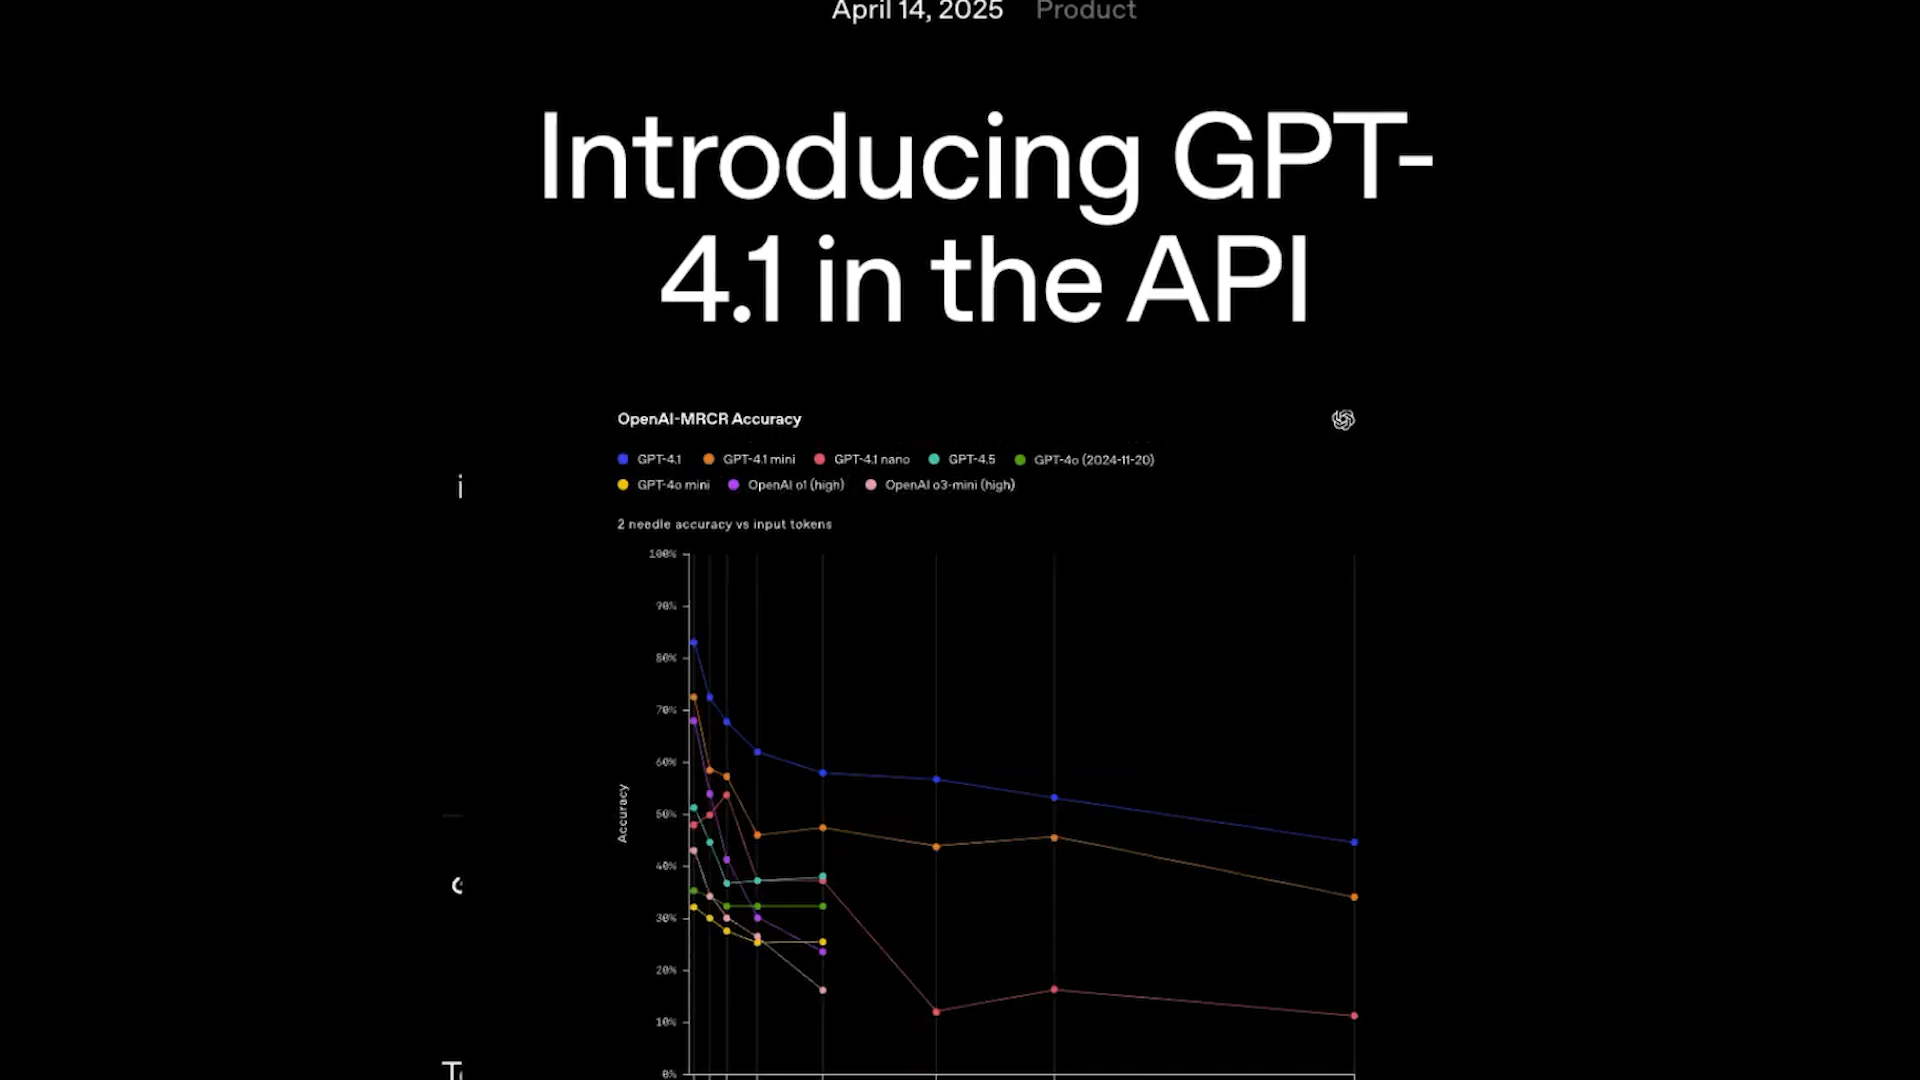 April 14, 2025 Product
Introducing GPT-
4.1 in the API
OpenAI-MRCR Accuracy
GPT-4.1 GPT-4.1 mini GPT-4.1 nano GPT-4.5 GPT-4o (2024-11-20)
GPT-4o mini OpenAI o1 (high) OpenAI o3-mini (high)
2 needle accuracy vs input tokens
100%
90%
80%
70%
60%
50%
40%
30%
20%
10%
0%
Accuracy